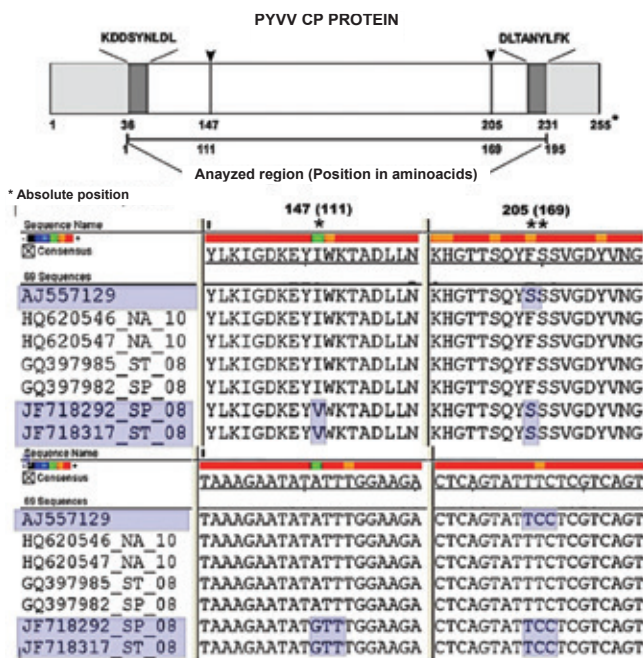 PYVV CP PROTEIN
KDDSYNLDL DLTANYLFK
1 36 147 205 231 255*
1 111 169 195
Anayzed region (Position in aminoacids)
* Absolute position
147 (111) 205 (169)
* **
Sequence Name
Consensus YLKIGDKEYIWKTADLLN KHGTTSQYFSSVGDYVNG
69 Sequences
AJ557129 YLKIGDKEYIWKTADLLN KHGTTSQYSSSVGDYVNG
HQ620546_NA_10 YLKIGDKEYIWKTADLLN KHGTTSQYFSSVGDYVNG
HQ620547_NA_10 YLKIGDKEYIWKTADLLN KHGTTSQYFSSVGDYVNG
GQ397985_ST_08 YLKIGDKEYIWKTADLLN KHGTTSQYFSSVGDYVNG
GQ397982_SP_08 YLKIGDKEYIWKTADLLN KHGTTSQYFSSVGDYVNG
JF718292_SP_08 YLKIGDKEYVWKTADLLN KHGTTSQYSSSVGDYVNG
JF718317_ST_08 YLKIGDKEYVWKTADLLN KHGTTSQYSSSVGDYVNG
Sequence Name
Consensus TAAAGAATATATTTGGAAGA CTCAGTATTTCTCGTCAGT
69 Sequences
AJ557129 TAAAGAATATATTTGGAAGA CTCAGTATTCCTCGTCAGT
HQ620546_NA_10 TAAAGAATATATTTGGAAGA CTCAGTATTTCTCGTCAGT
HQ620547_NA_10 TAAAGAATATATTTGGAAGA CTCAGTATTTCTCGTCAGT
GQ397985_ST_08 TAAAGAATATATTTGGAAGA CTCAGTATTTCTCGTCAGT
GQ397982_SP_08 TAAAGAATATATTTGGAAGA CTCAGTATTTCTCGTCAGT
JF718292_SP_08 TAAAGAATATGTTTGGAAGA CTCAGTATTCCTCGTCAGT
JF718317_ST_08 TAAAGAATATGTTTGGAAGA CTCAGTATTCCTCGTCAGT